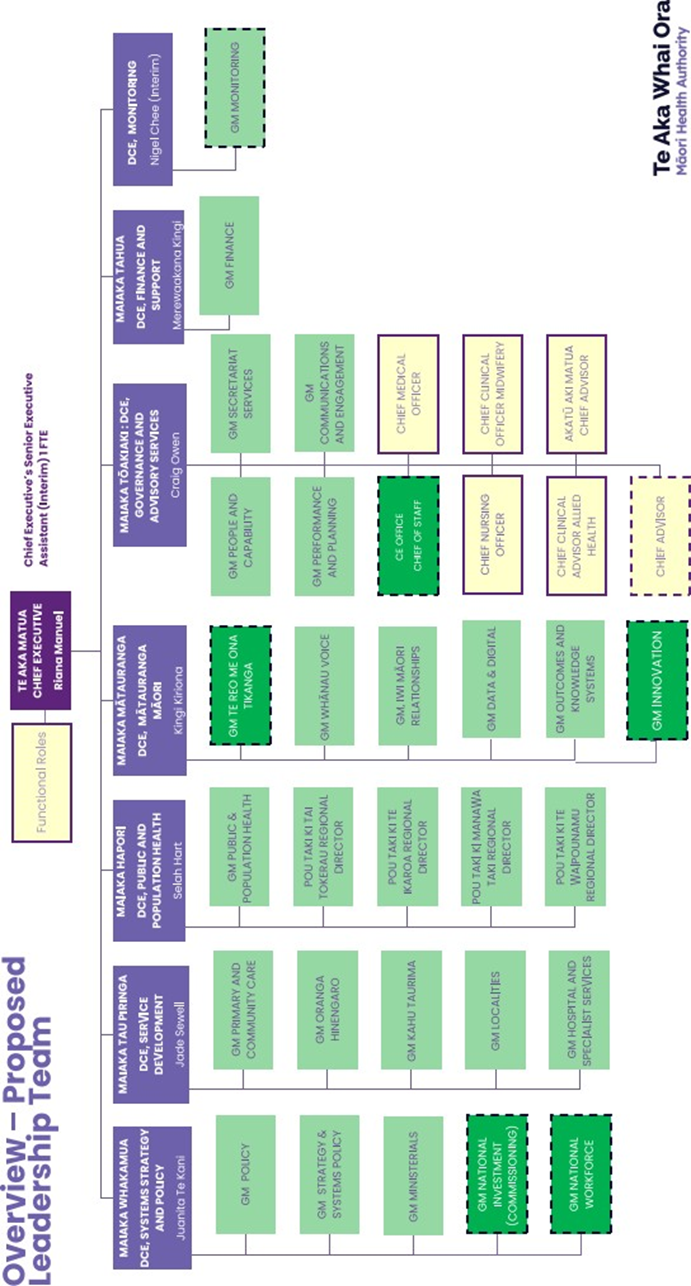 Overview – Proposed
Leadership Team
Functional Roles
TE AKA MATUA
CHIEF EXECUTIVE
Riana Manuel
Chief Executive's Senior Executive
Assistant (Interim) 1 FTE
MAIAKA WHAKAMUA
DCE, SYSTEMS STRATEGY
AND POLICY
Juanita Te Kani
GM POLICY
GM STRATEGY &
SYSTEMS POLICY
GM MINISTERIALS
GM NATIONAL
INVESTMENT
(COMMISSIONING)
GM NATIONAL
WORKFORCE
MAIAKA TAU PIRINGA
DCE, SERVICE
DEVELOPMENT
Jade Sewell
GM PRIMARY AND
COMMUNITY CARE
GM ORANGA
HINENGARO
GM KAHU TAURIMA
GM LOCALITIES
GM HOSPITAL AND
SPECIALIST SERVICES
MAIAKA HAPORI
DCE, PUBLIC AND
POPULATION HEALTH
Selah Hart
GM PUBLIC &
POPULATION HEALTH
POU TAKI KI TAI
TOKERAU REGIONAL
DIRECTOR
POU TAKI KI TE
IKAROA REGIONAL
DIRECTOR
POU TAKI KI MANAWA
TAKI REGIONAL
DIRECTOR
POU TAKI KI TE
WAIPOUNAMU
REGIONAL DIRECTOR
MAIAKA MĀTAURANGA
DCE, MĀTAURANGA
MĀORI
Kingi Kiriona
GM TE REO ME ONA
TIKANGA
GM WHĀNAU VOICE
GM, IWI MĀORI
RELATIONSHIPS
GM DATA & DIGITAL
GM OUTCOMES AND
KNOWLEDGE
SYSTEMS
GM INNOVATION
MAIAKA TŌAKIAKI : DCE,
GOVERNANCE AND
ADVISORY SERVICES
Craig Owen
GM PEOPLE AND
CAPABILITY
GM SECRETARIAT
SERVICES
GM PERFORMANCE
AND PLANNING
GM
COMMUNICATIONS
AND ENGAGEMENT
CE OFFICE
CHIEF OF STAFF
CHIEF MEDICAL
OFFICER
CHIEF NURSING
OFFICER
CHIEF CLINICAL
OFFICER MIDWIFERY
CHIEF CLINICAL
ADVISOR ALLIED
HEALTH
AKATŪ AKI MATUA
CHIEF ADVISOR
CHIEF ADVISOR
MAIAKA TAHUA
DCE, FINANCE AND
SUPPORT
Merewaakana Kingi
GM FINANCE
DCE, MONITORING
Nigel Chee (Interim)
GM MONITORING
Te Aka Whai Ora
Māori Health Authority